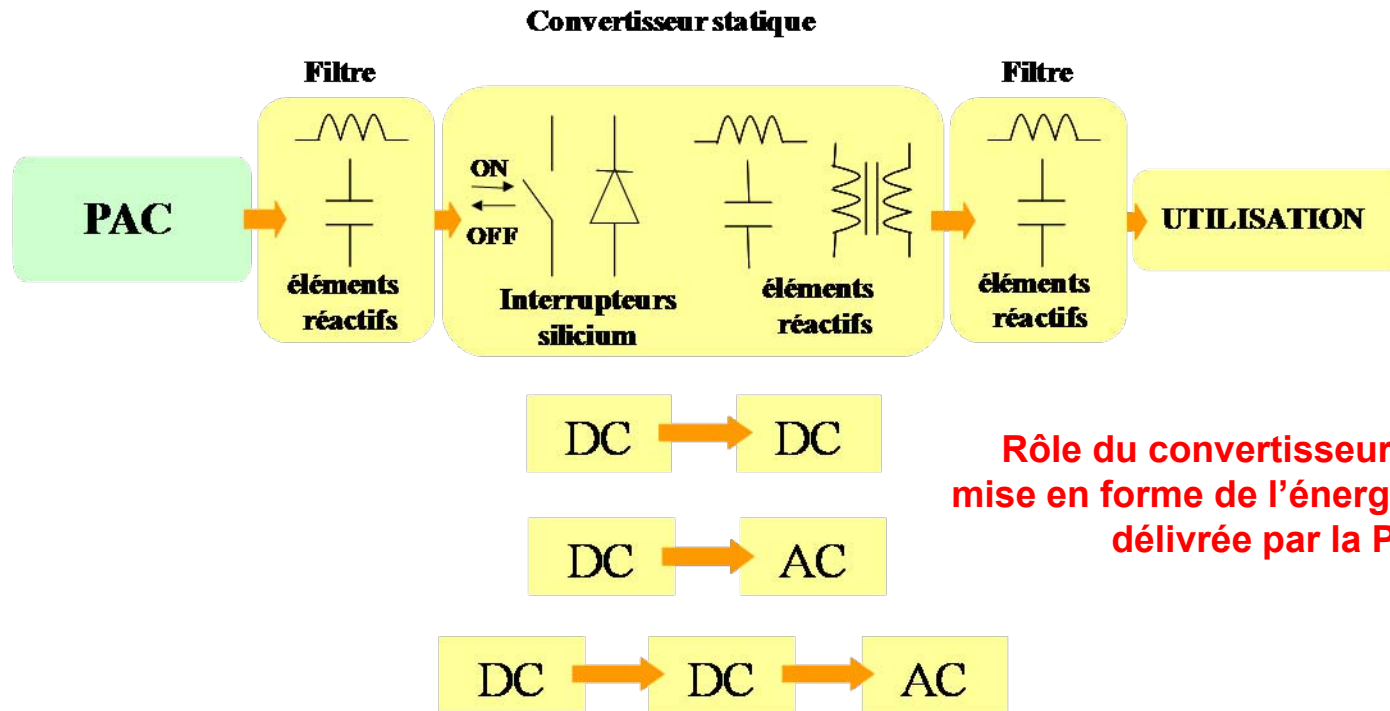 Convertisseur statique
Filtre
Filtre
PAC
ON
OFF
UTILISATION
éléments
réactifs
Interrupteurs
silicium
éléments
réactifs
éléments
réactifs
DC
DC
Rôle du convertisseur
mise en forme de l’énerg
délivrée par la P
DC
AC
DC
DC
AC